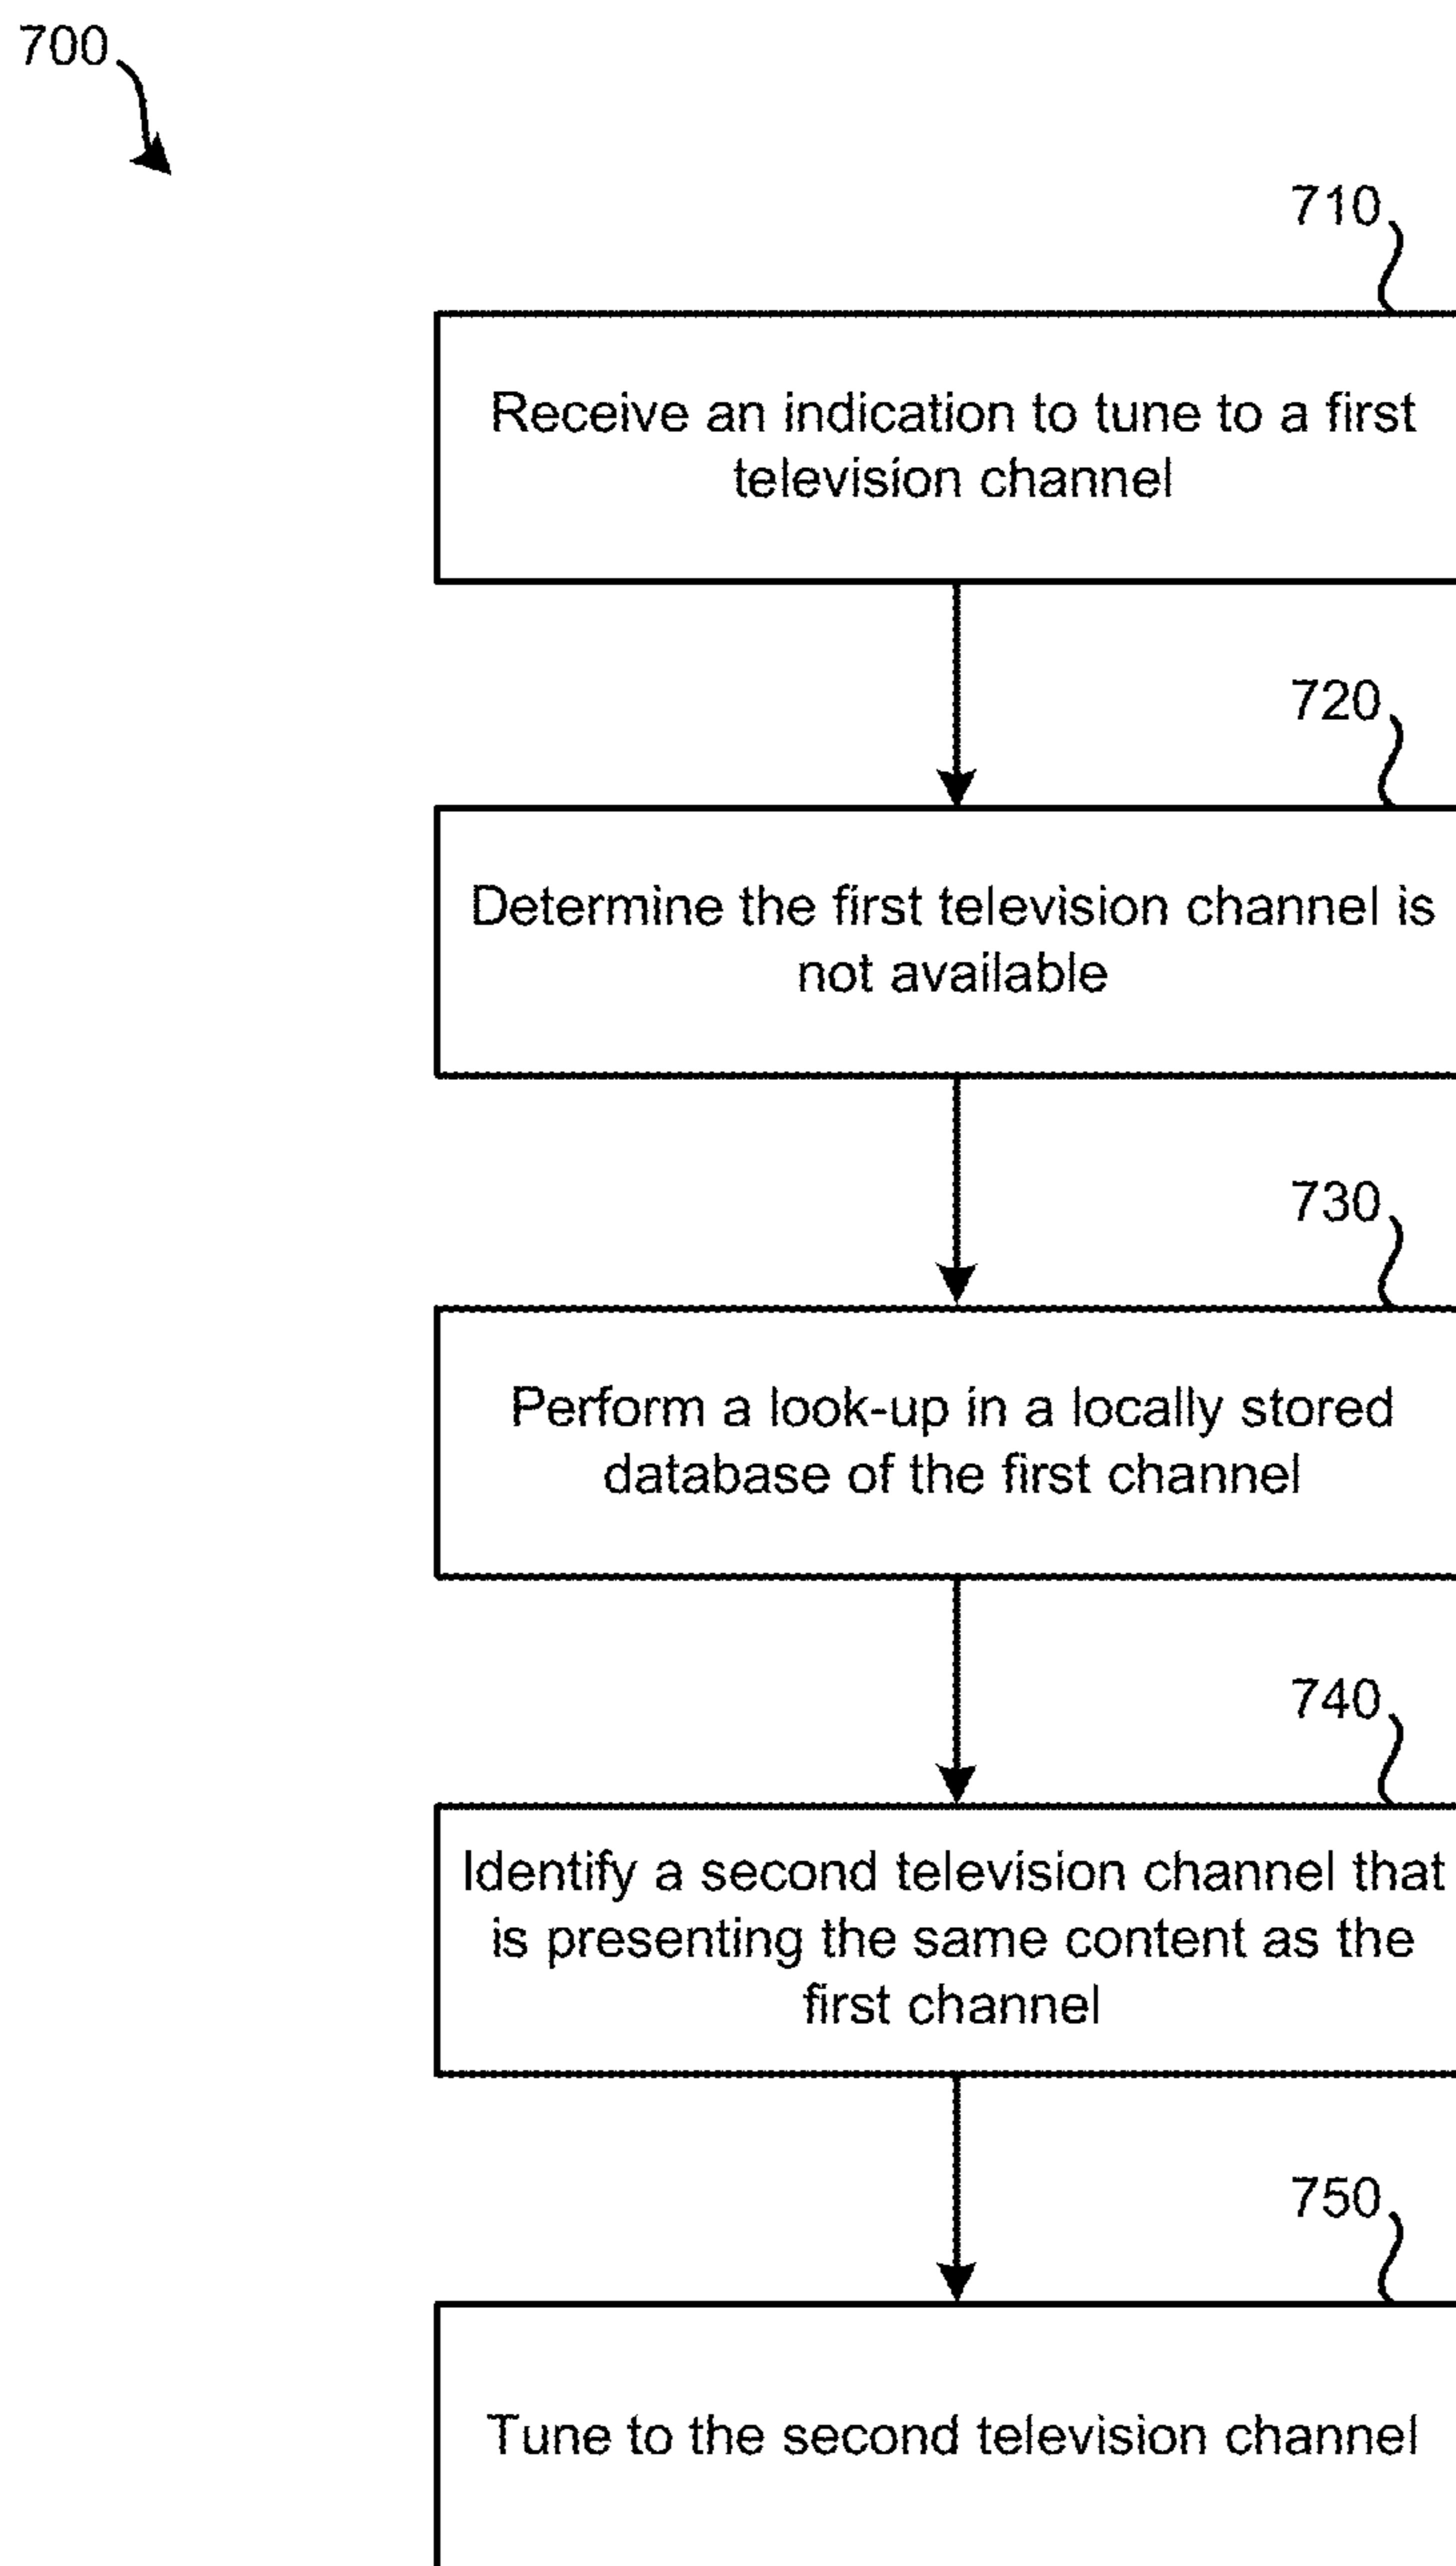 700
710
Receive an indication to tune to a first
television channel
720
Determine the first television channel is
not available
730
Perform a look-up in a locally stored
database of the first channel
740
Identify a second television channel that
is presenting the same content as the
first channel
750
Tune to the second television channel